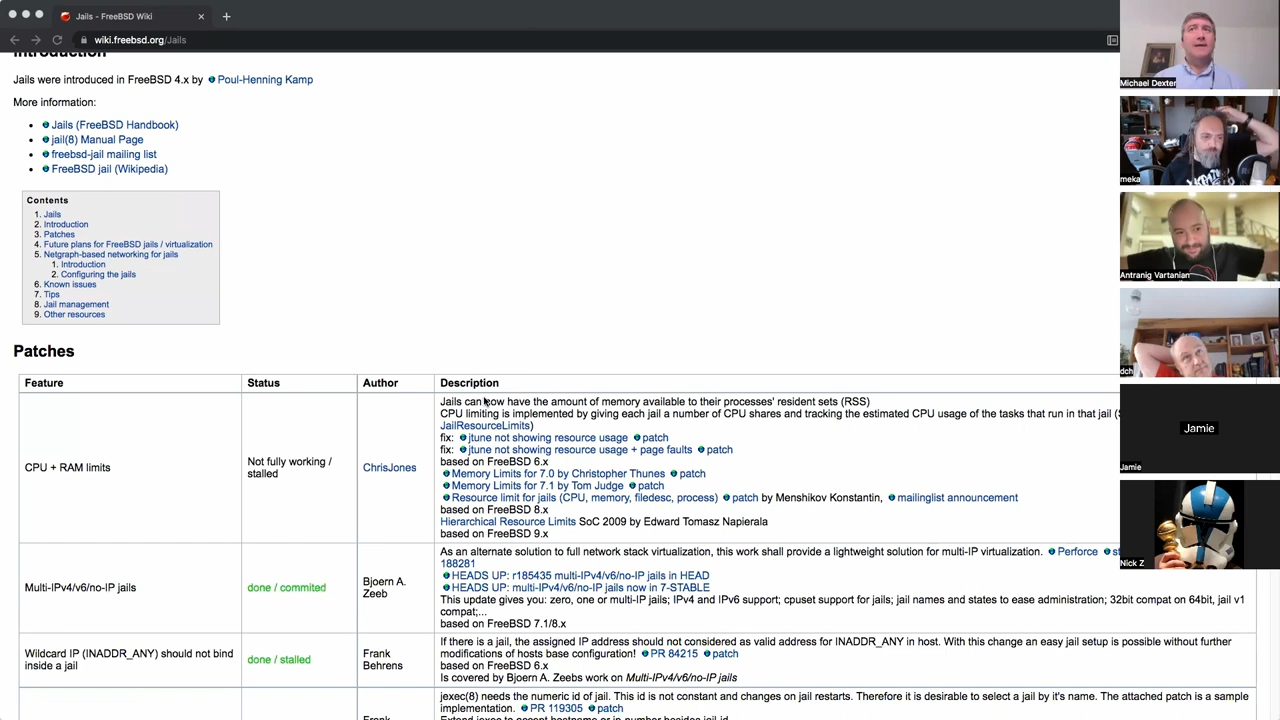 Jails - FreeBSD Wiki
wiki.freebsd.org/Jails
Introduction
Jails were introduced in FreeBSD 4.x by Poul-Henning Kamp
More information:
Jails (FreeBSD Handbook)
jail(8) Manual Page
freebsd-jail mailing list
FreeBSD jail (Wikipedia)
Contents
1. Jails
2. Introduction
3. Patches
4. Future plans for FreeBSD jails / virtualization
5. Netgraph-based networking for jails
1. Introduction
2. Configuring the jails
6. Known issues
7. Tips
8. Jail management
9. Other resources
Patches
Feature Status Author Description
CPU + RAM limits
Not fully working /
stalled
ChrisJones
Jails can now have the amount of memory available to their processes' resident sets (RSS)
CPU limiting is implemented by giving each jail a number of CPU shares and tracking the estimated CPU usage of the tasks that run in that jail (S
JailResourceLimits)
fix: jtune not showing resource usage patch
fix: jtune not showing resource usage + page faults patch
based on FreeBSD 6.x
Memory Limits for 7.0 by Christopher Thunes patch
Memory Limits for 7.1 by Tom Judge patch
Resource limit for jails (CPU, memory, filedesc, process) patch by Menshikov Konstantin, mailinglist announcement
based on FreeBSD 8.x
Hierarchical Resource Limits SoC 2009 by Edward Tomasz Napierala
based on FreeBSD 9.x
Multi-IPv4/v6/no-IP jails
done / commited
Bjoern A.
Zeeb
As an alternate solution to full network stack virtualization, this work shall provide a lightweight solution for multi-IP virtualization. Perforce st
188281
HEADS UP: r185435 multi-IPv4/v6/no-IP jails in HEAD
HEADS UP: multi-IPv4/v6/no-IP jails now in 7-STABLE
This update gives you: zero, one or multi-IP jails; IPv4 and IPv6 support; cpuset support for jails; jail names and states to ease administration; 32bit compat on 64bit, jail v1
compat;...
based on FreeBSD 7.1/8.x
Wildcard IP (INADDR_ANY) should not bind
inside a jail
done / stalled
Frank
Behrens
If there is a jail, the assigned IP address should not considered as valid address for INADDR_ANY in host. With this change an easy jail setup is possible without further
modifications of hosts base configuration! PR 84215 patch
based on FreeBSD 6.x
Is covered by Bjoern A. Zeebs work on Multi-IPv4/v6/no-IP jails
Frank
jexec(8) needs the numeric id of jail. This id is not constant and changes on jail restarts. Therefore it is desirable to select a jail by it's name. The attached patch is a sample
implementation. PR 119305 patch
Extend jexec to accept hostname or ip number besides jail id
Michael Dexter
meka
Antranig Vartanian
dch
Jamie
Jamie
Nick Z